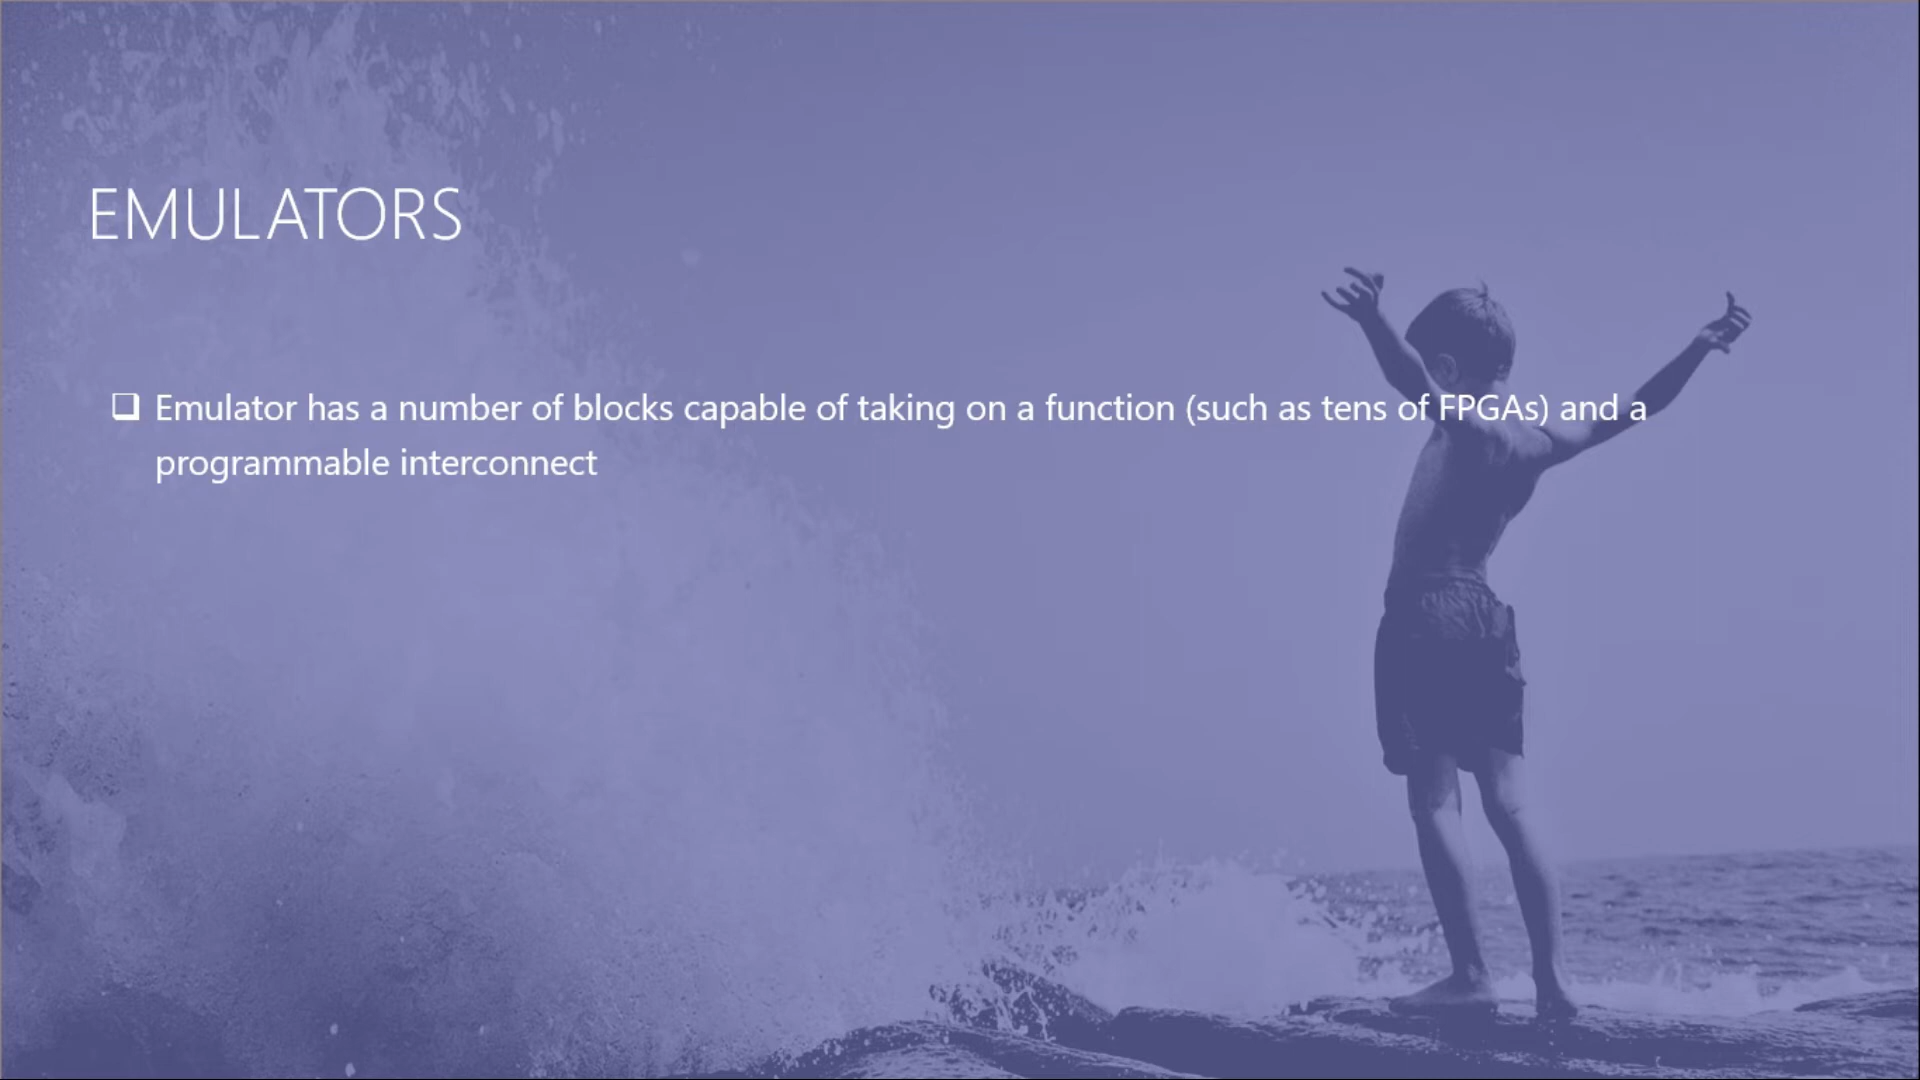 EMULATORS
Emulator has a number of blocks capable of taking on a function (such as tens of FPGAs) and a
programmable interconnect